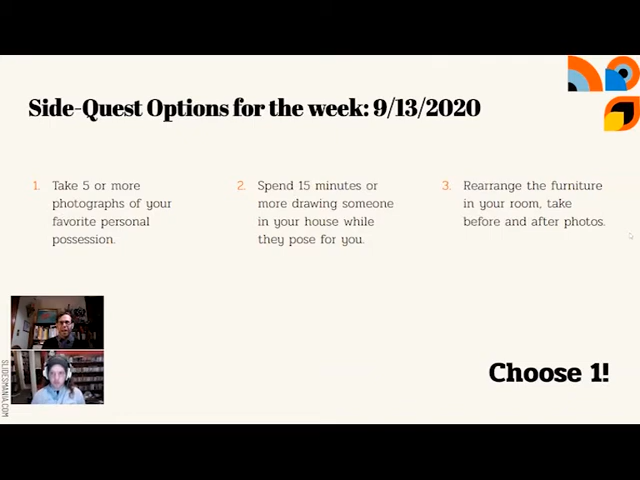 Side-Quest Options for the week: 9/13/2020
1. Take 5 or more
photographs of your
favorite personal
possession.
2. Spend 15 minutes or
more drawing someone
in your house while
they pose for you.
3. Rearrange the furniture
in your room, take
before and after photos.
Choose 1!
SLIDESMANIA.COM